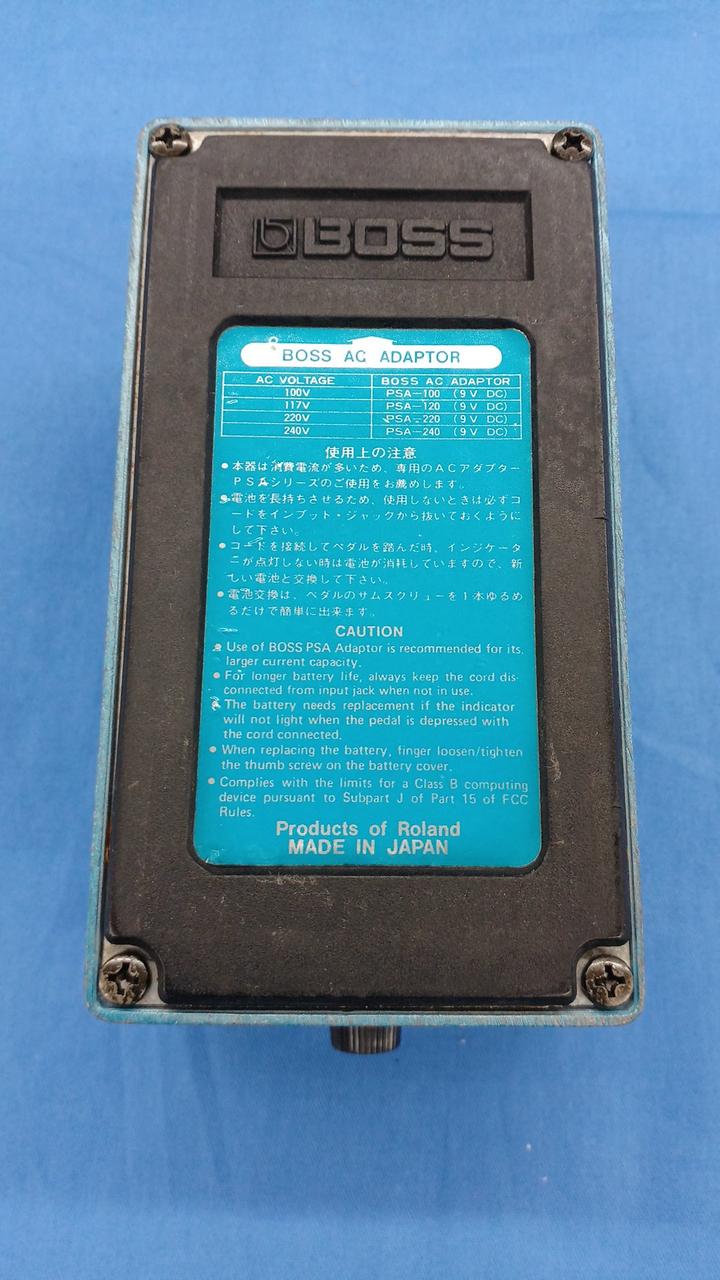 BOSS
BOSS AC ADAPTOR
AC VOLTAGE BOSS AC ADAPTOR
100V PSA-100 (9V DC)
117V PSA-120 (9V DC)
220V PSA-220 (9V DC)
240V PSA-240 (9V DC)
使用上の注意
●本器は消費電流が多いため、専用のACアダプター
PSAシリーズのご使用をお薦めします。
●電池を長持ちさせるため、使用しないときは必ずコ
ードをインプット・ジャックから抜いておくように
して下さい。
●コードを接続してペダルを踏んだ時、インジケータ
ーが点灯しない時は電池が消耗していますので、新
しい電池と交換して下さい。
●電池交換は、ペダルのサムスクリューを1本ゆるめ
るだけで簡単に出来ます。
CAUTION
● Use of BOSS PSA Adaptor is recommended for its
larger current capacity.
● For longer battery life, always keep the cord dis-
connected from input jack when not in use.
● The battery needs replacement if the indicator
will not light when the pedal is depressed with
the cord connected.
● When replacing the battery, finger loosen/tighten
the thumb screw on the battery cover.
● Complies with the limits for a Class B computing
device pursuant to Subpart J of Part 15 of FCC
Rules.
Products of Roland
MADE IN JAPAN